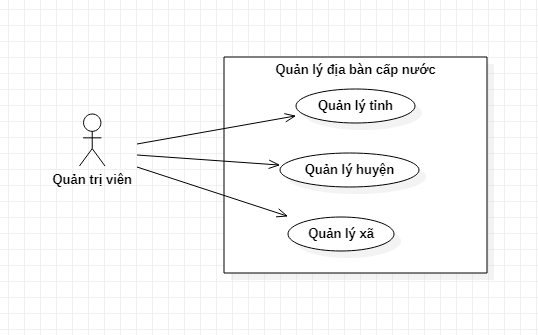 Quản lý địa bàn cấp nước
Quản lý tỉnh
Quản lý huyện
Quản trị viên
Quản lý xã